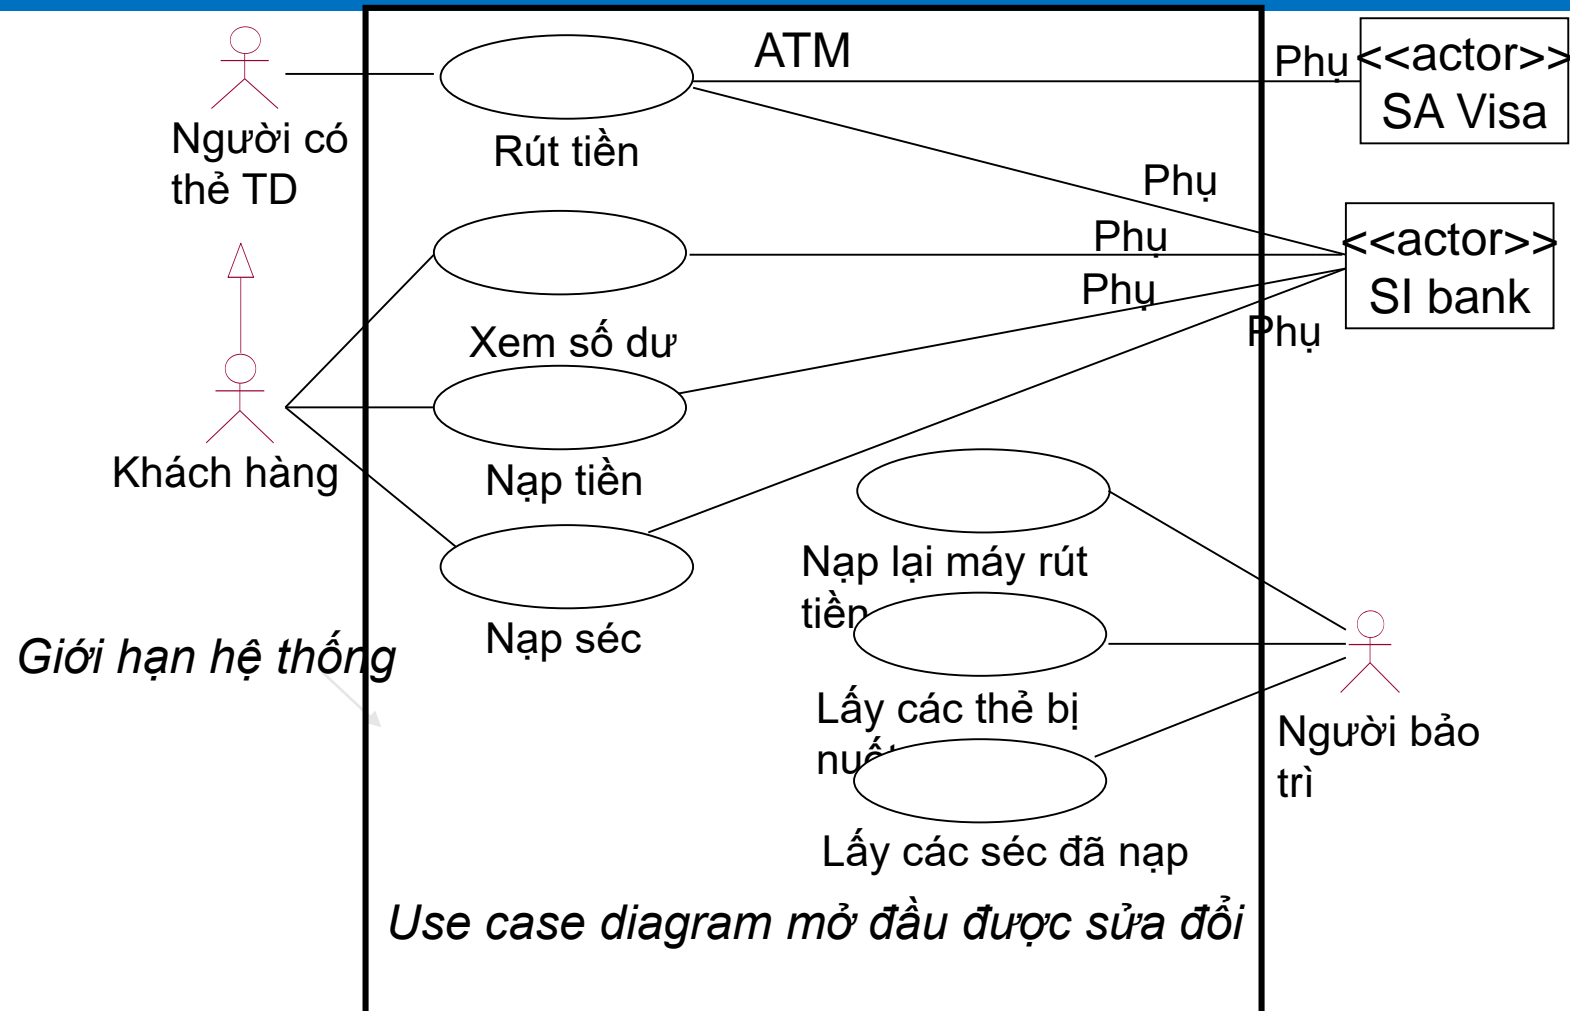 ATM
Phụ
<<actor>>
SA Visa
Người có
thẻ TD
Rút tiền
Phụ
Phụ
<<actor>>
SI bank
Phụ
Phụ
Xem số dư
Khách hàng
Nạp tiền
Nạp lại máy rút
tiền
Nạp séc
Giới hạn hệ thống
Lấy các thẻ bị
nuốt
Người bảo
trì
Lấy các séc đã nạp
Use case diagram mở đầu được sửa đổi